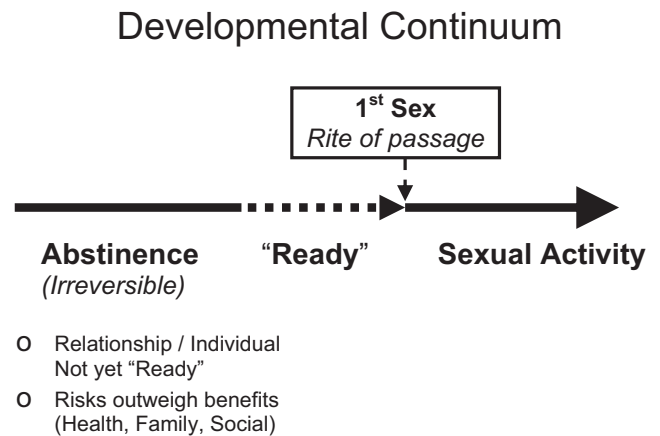 Developmental Continuum
1st Sex
Rite of passage
Abstinence “Ready” Sexual Activity
(Irreversible)
o Relationship / Individual
Not yet “Ready”
o Risks outweigh benefits
(Health, Family, Social)